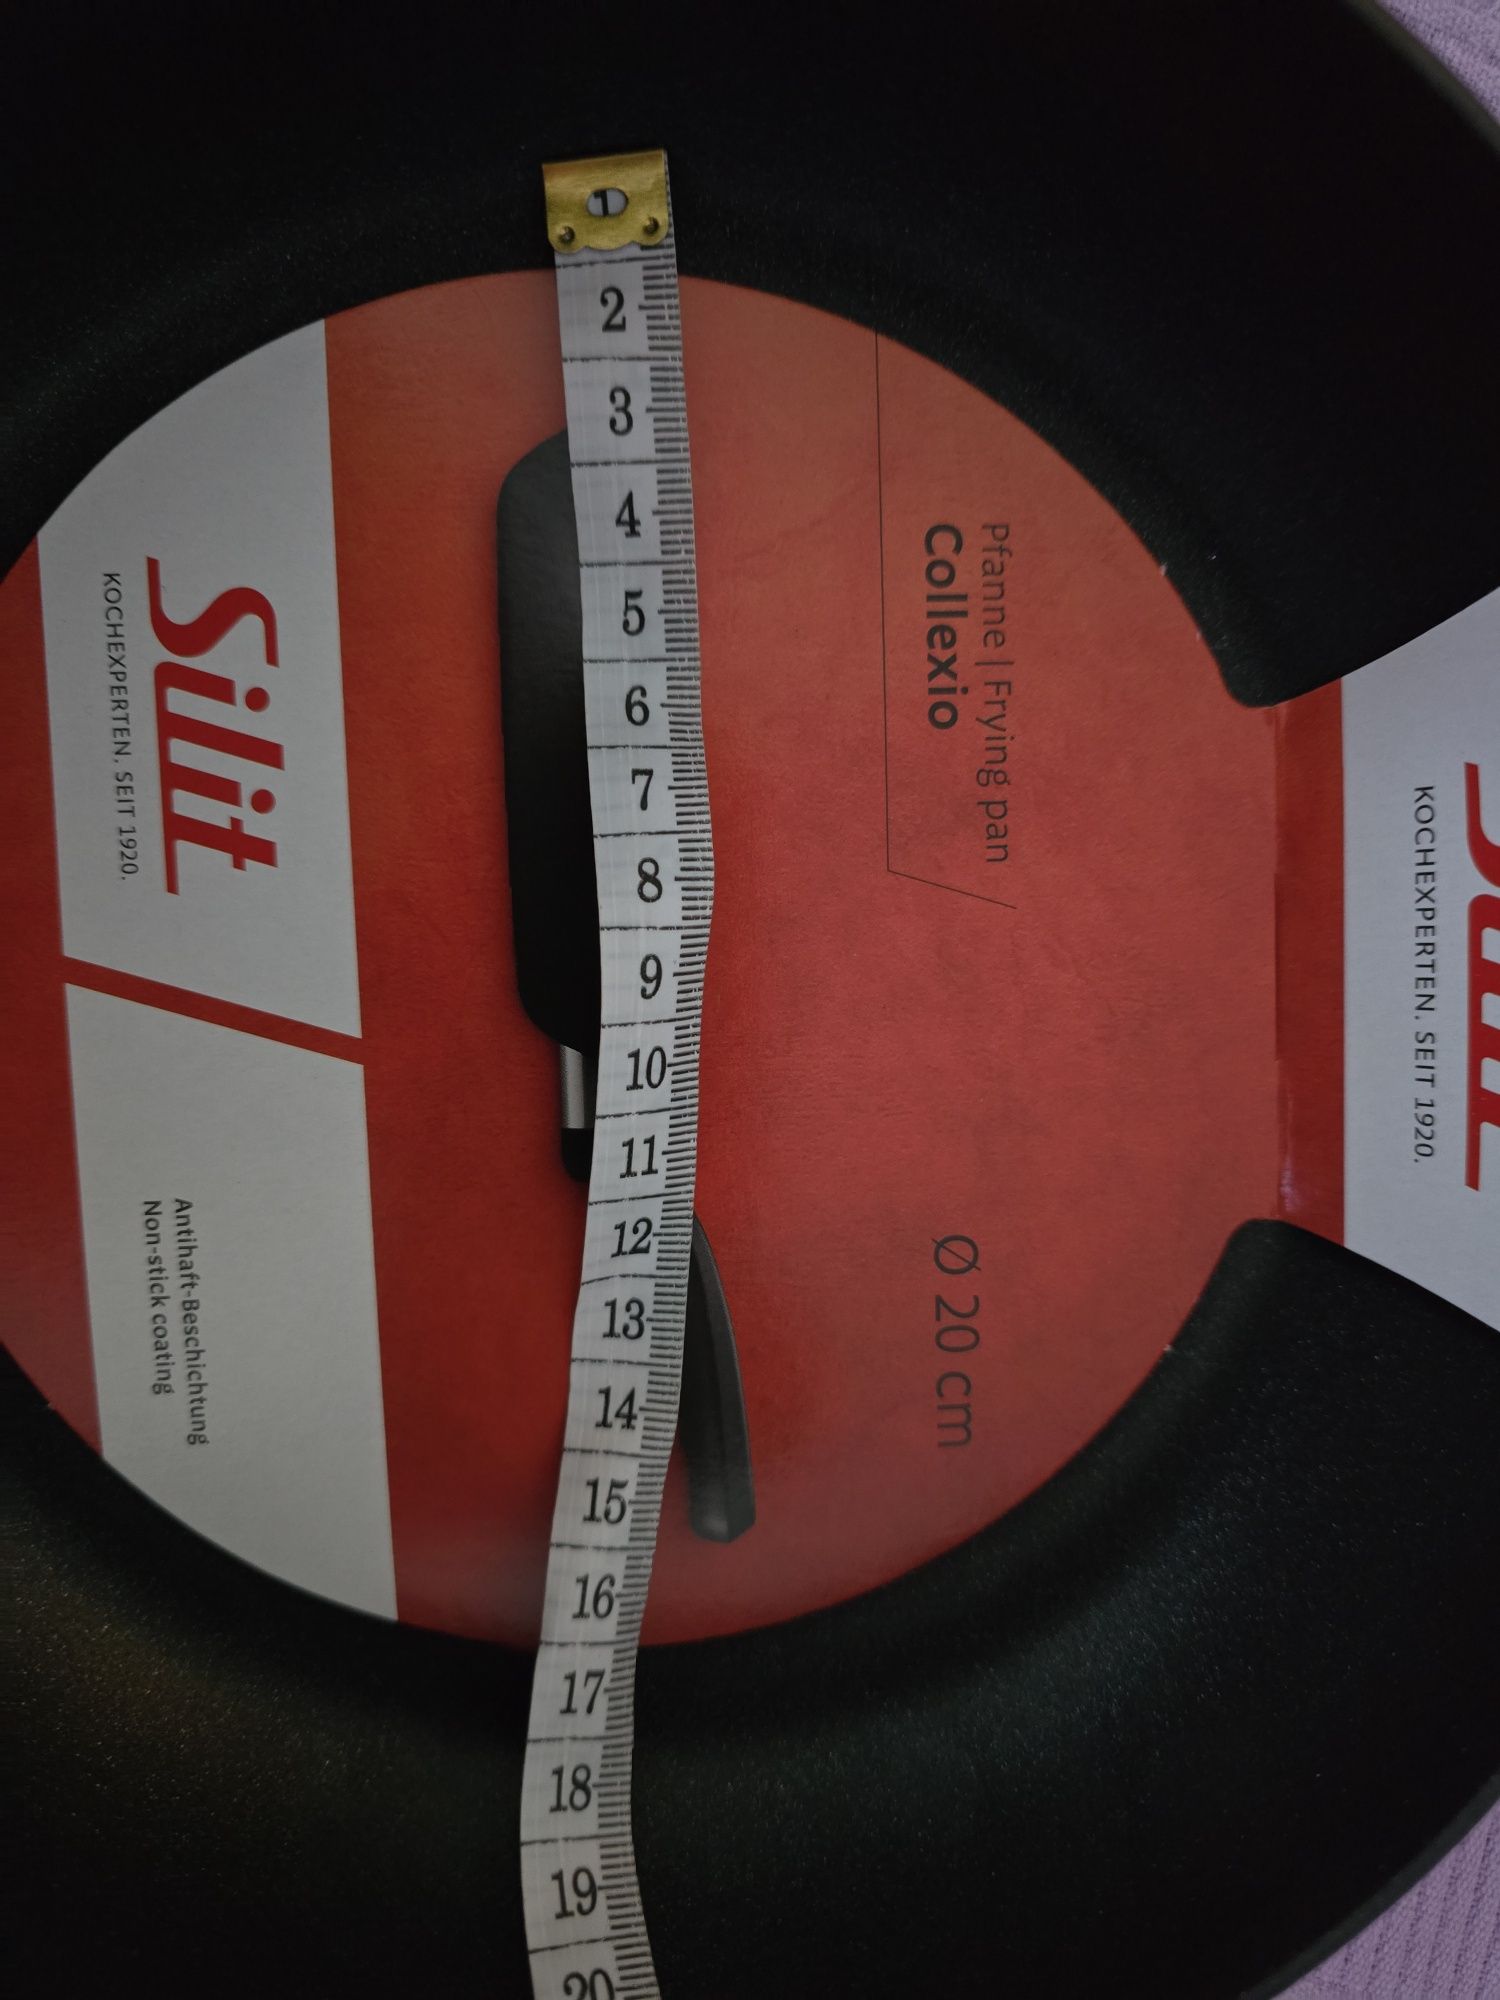 Silit
KOCHEXPERTEN. SEIT 1920.
Pfanne | Frying pan
Collexio
Ø 20 cm
Antihaft-Beschichtung
Non-stick coating
KOCHEXPERTEN. SEIT 1920.
1
2
3
4
5
6
7
8
9
10
11
12
13
14
15
16
17
18
19
20